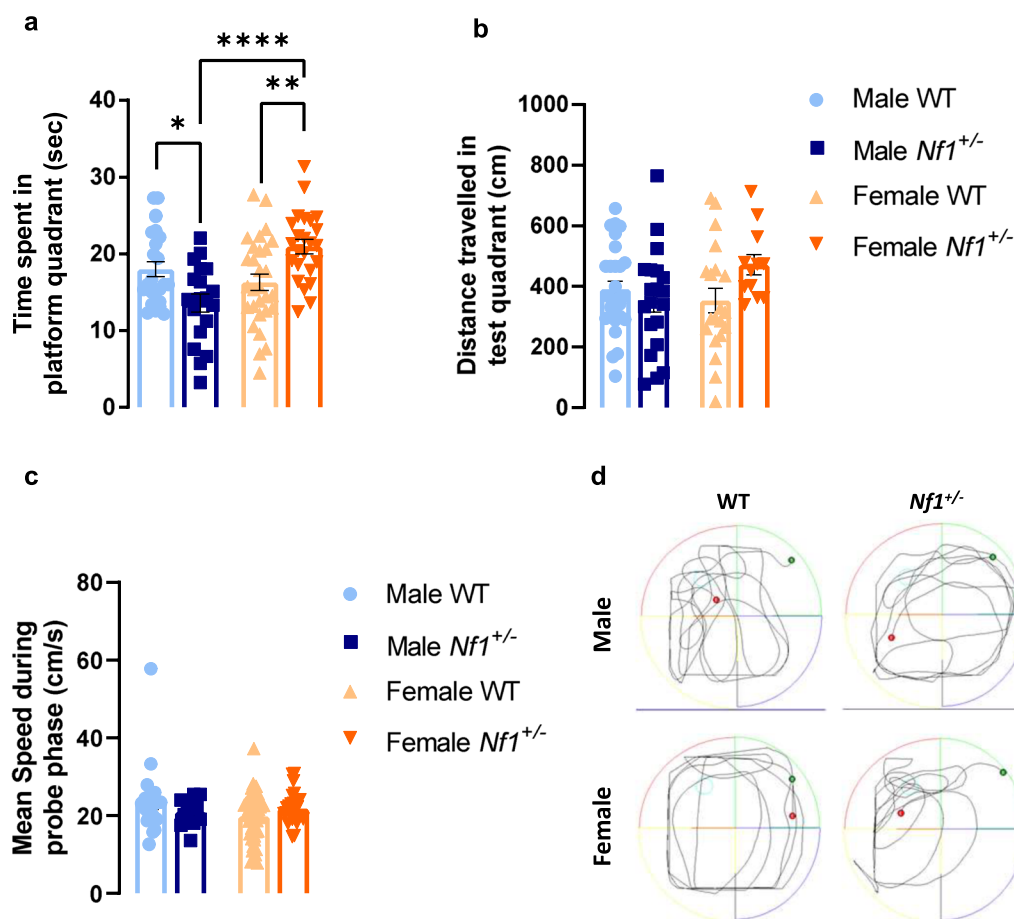 a
****
**
*
40
30
20
10
0
Time spent in
platform quadrant (sec)
b
1000
800
600
400
200
0
Distance travelled in
test quadrant (cm)
Male WT
Male Nf1+/-
Female WT
Female Nf1+/-
c
80
60
40
20
0
Mean Speed during
probe phase (cm/s)
Male WT
Male Nf1+/-
Female WT
Female Nf1+/-
d
WT
Nf1+/-
Male
Female